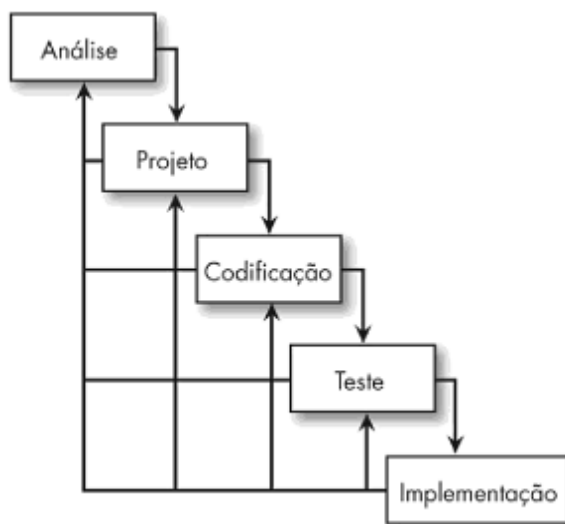 Análise
Projeto
Codificação
Teste
Implementação